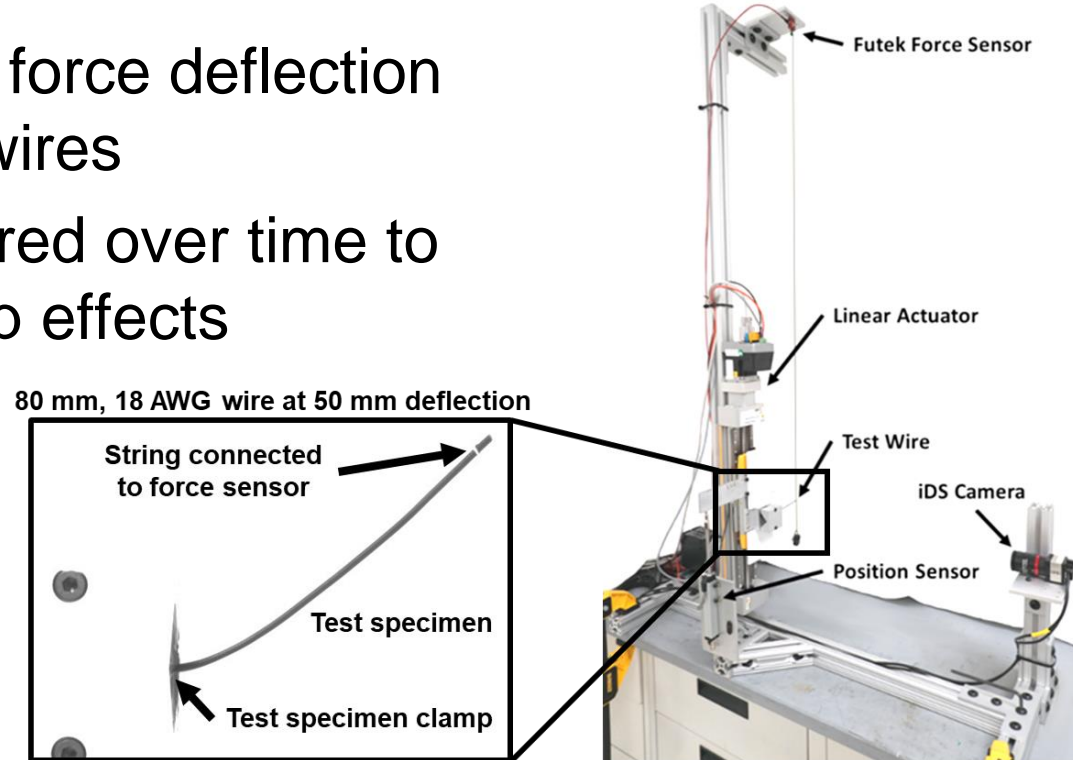 force deflection
wires
red over time to
effects
80 mm, 18 AWG wire at 50 mm deflection
String connected
to force sensor
Test specimen
Test specimen clamp
Futek Force Sensor
Linear Actuator
Test Wire
iDS Camera
Position Sensor